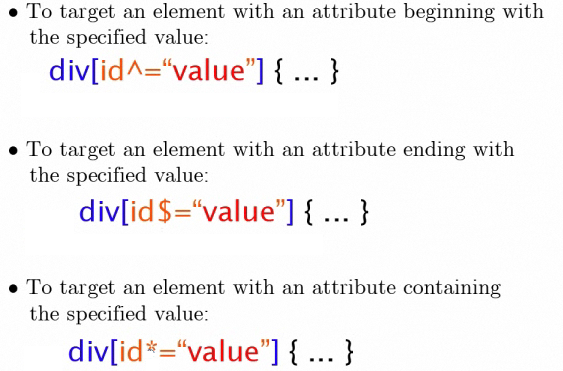 • To target an element with an attribute beginning with
the specified value:
div[id^=“value”] { ... }
• To target an element with an attribute ending with
the specified value:
div[id$=“value”] { ... }
• To target an element with an attribute containing
the specified value:
div[id*=“value”] { ... }